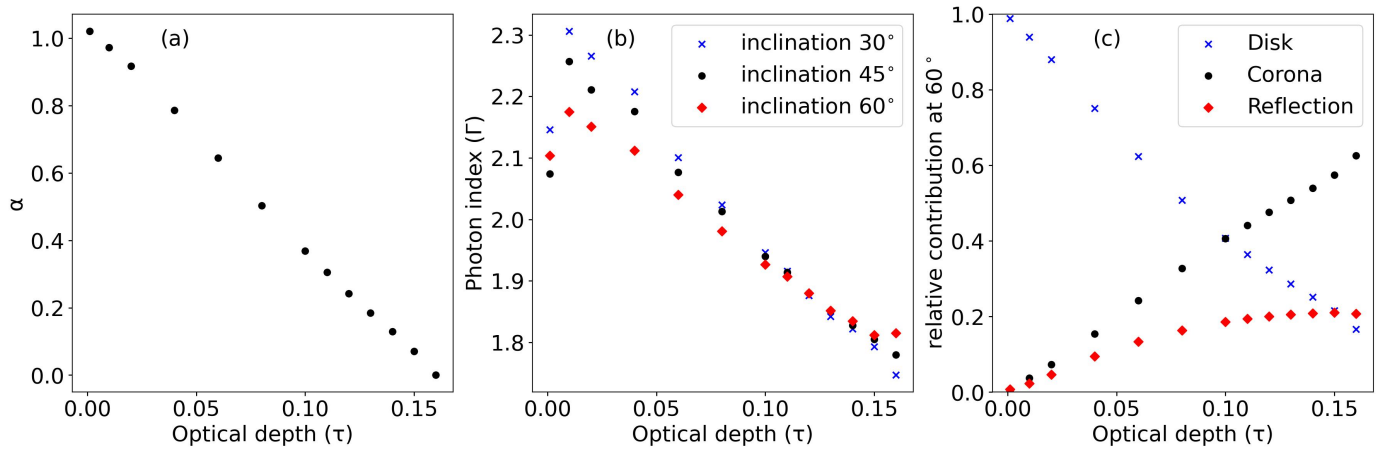 (a)
α
1.0
0.8
0.6
0.4
0.2
0.0
0.00 0.05 0.10 0.15
Optical depth (τ)
(b)
inclination 30°
inclination 45°
inclination 60°
Photon index (Γ)
2.3
2.2
2.1
2.0
1.9
1.8
0.00 0.05 0.10 0.15
Optical depth (τ)
(c)
Disk
Corona
Reflection
relative contribution at 60°
1.0
0.8
0.6
0.4
0.2
0.0
0.00 0.05 0.10 0.15
Optical depth (τ)